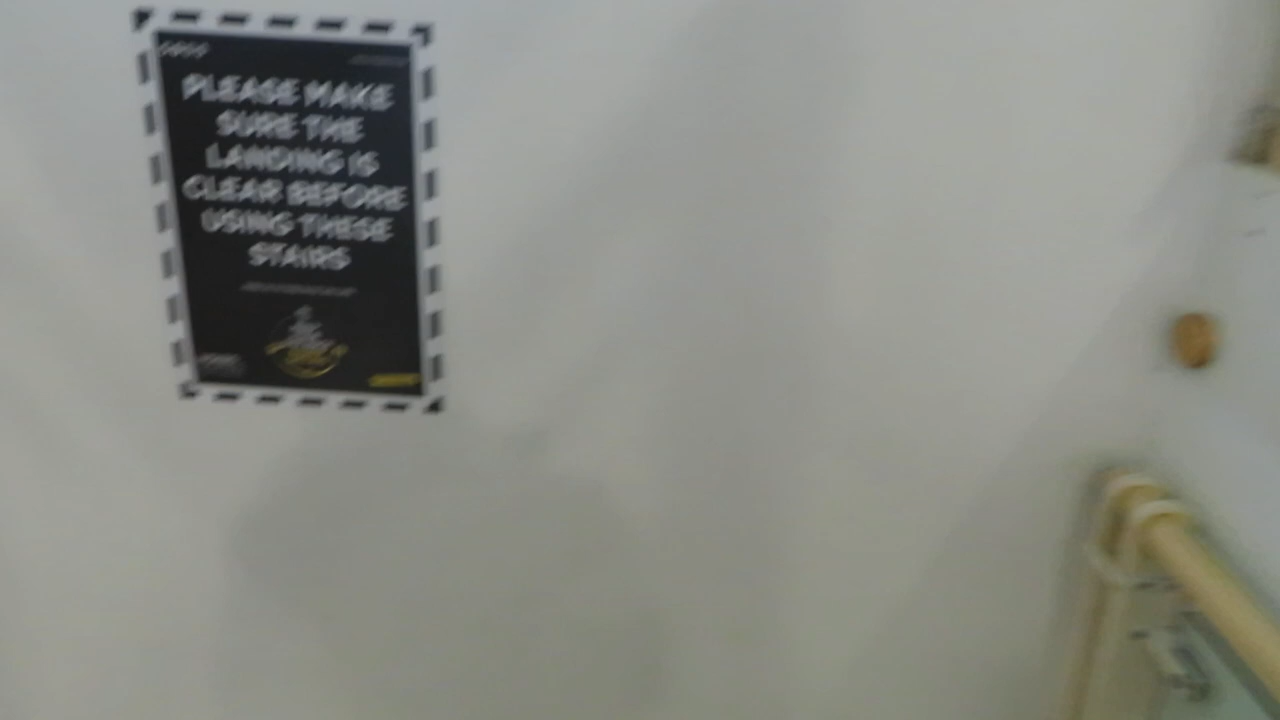 PLEASE MAKE
SURE THE
LANDING IS
CLEAR BEFORE
USING THESE
STAIRS